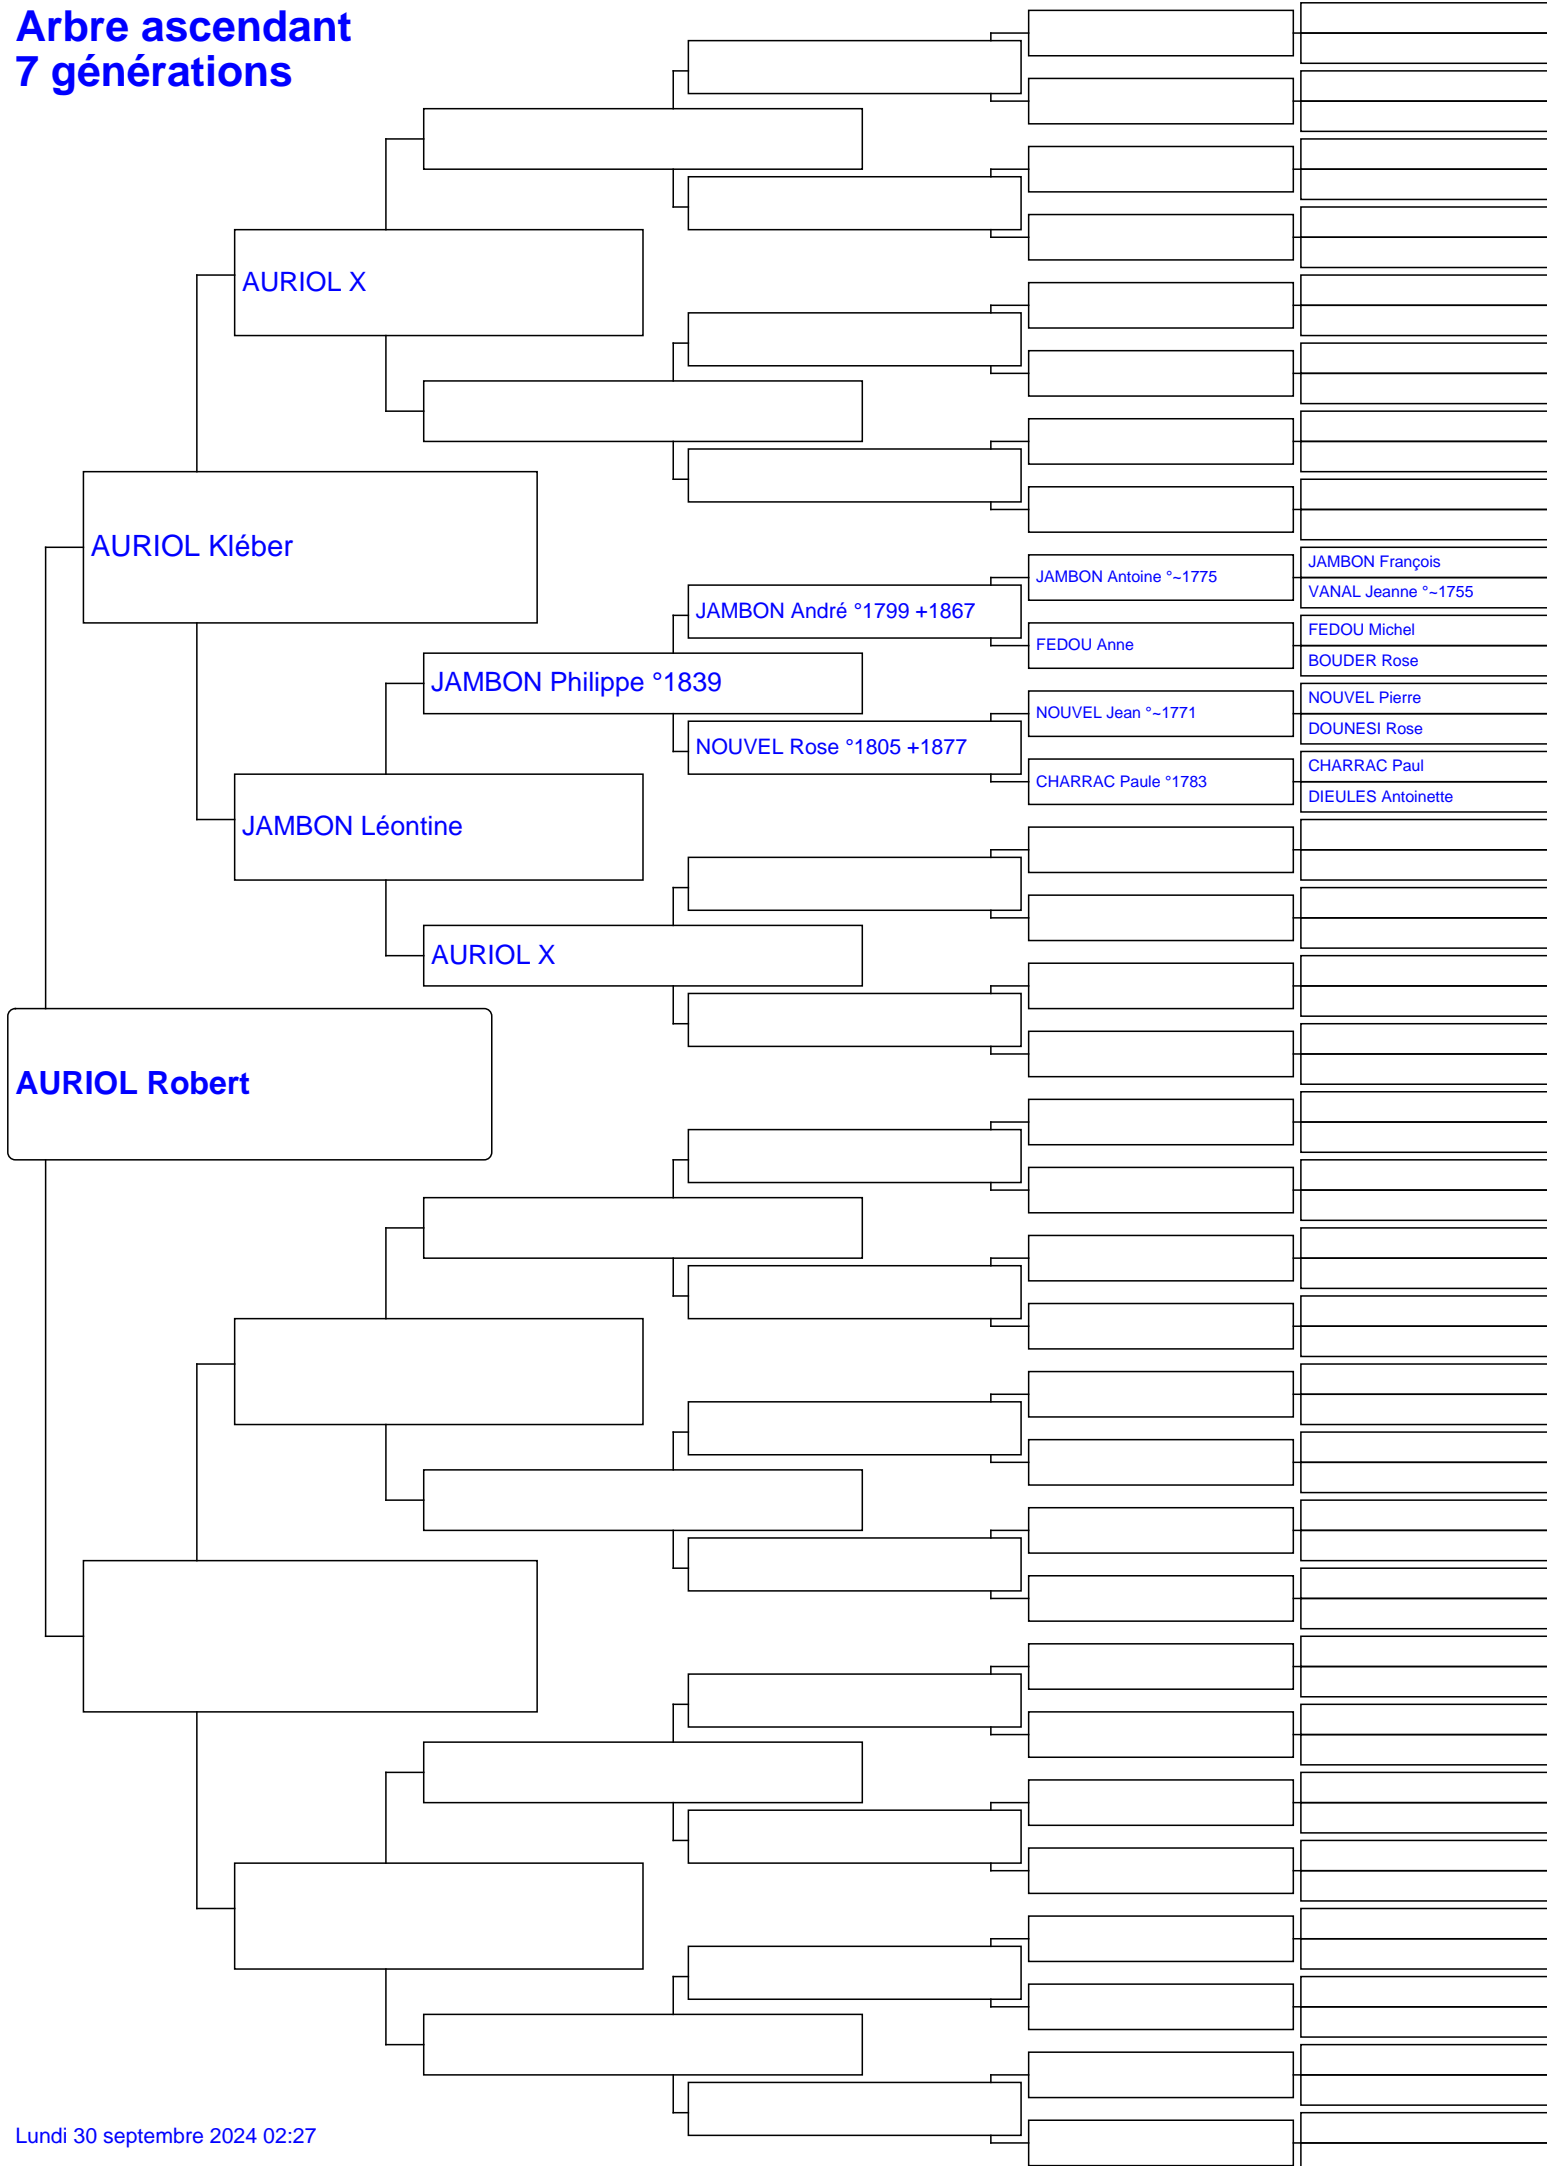 Arbre ascendant
7 générations
AURIOL X
AURIOL Kléber
JAMBON Antoine °~1775
JAMBON François
VANAL Jeanne °~1755
JAMBON André °1799 +1867
FEDOU Anne
FEDOU Michel
BOUDER Rose
JAMBON Philippe °1839
NOUVEL Jean °~1771
NOUVEL Pierre
DOUNESI Rose
NOUVEL Rose °1805 +1877
CHARRAC Paule °1783
CHARRAC Paul
DIEULES Antoinette
JAMBON Léontine
AURIOL X
AURIOL Robert
Lundi 30 septembre 2024 02:27